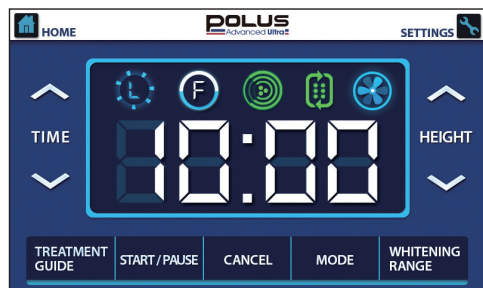 HOME
POLUS
Advanced Ultra
SETTINGS
L
F
TIME
10:00
HEIGHT
TREATMENT
GUIDE
START / PAUSE
CANCEL
MODE
WHITENING
RANGE